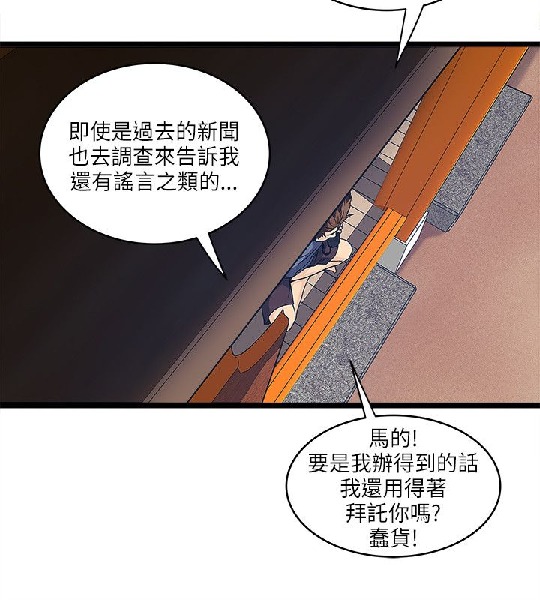 即使是過去的新聞
也去調查來告訴我
還有謠言之類的...
馬的!
要是我辦得到的話
我還用得著
拜託你嗎?
蠢貨!